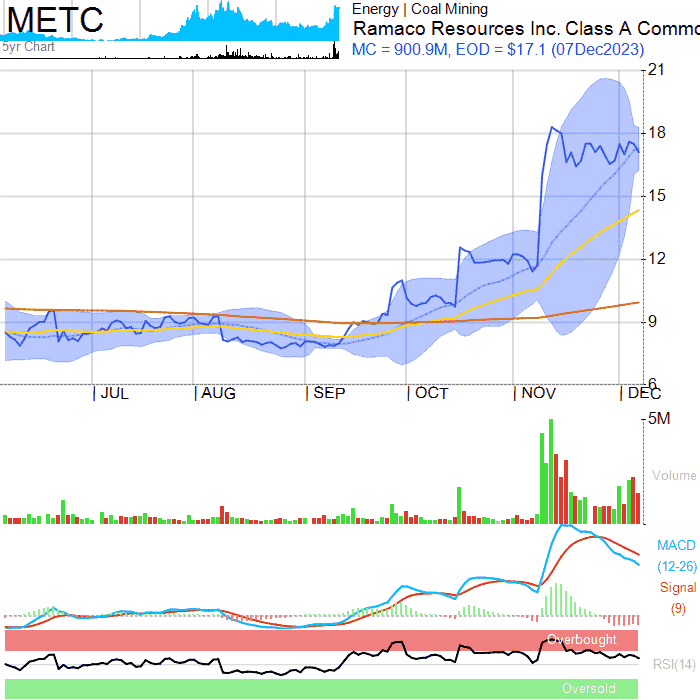 METC
5yr Chart
Energy | Coal Mining
Ramaco Resources Inc. Class A Commo
MC = 900.9M, EOD = $17.1 (07Dec2023)
21
18
15
12
9
6
| JUL | AUG | SEP | OCT | NOV | DEC
5M
Volume
MACD
(12-26)
Signal
(9)
Overbought
RSI(14)
Oversold